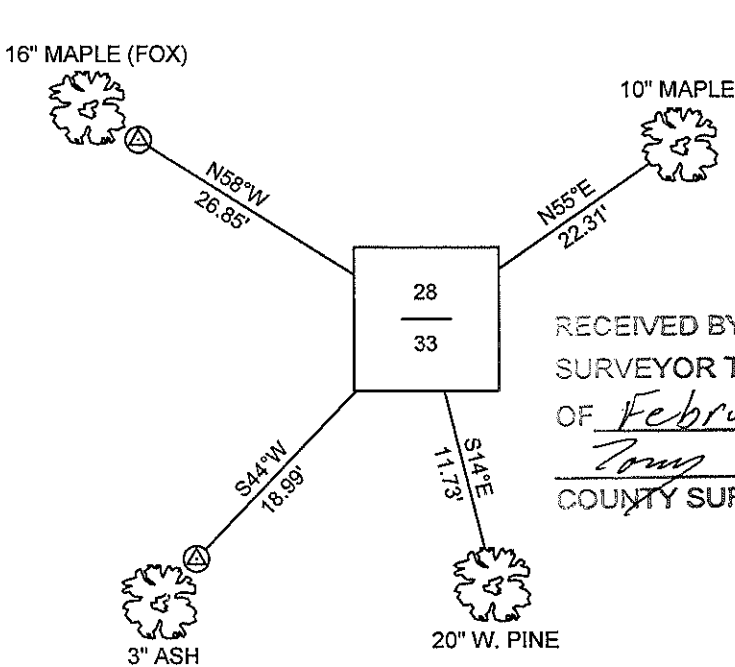 16" MAPLE (FOX)
10" MAPLE
N58°W
26.85'
N55°E
22.31'
28
33
RECEIVED BY
SURVEYOR T
OF Febru
Tony
COUNTY SUR
S44°W
18.99'
S14°E
11.73'
3" ASH
20" W. PINE